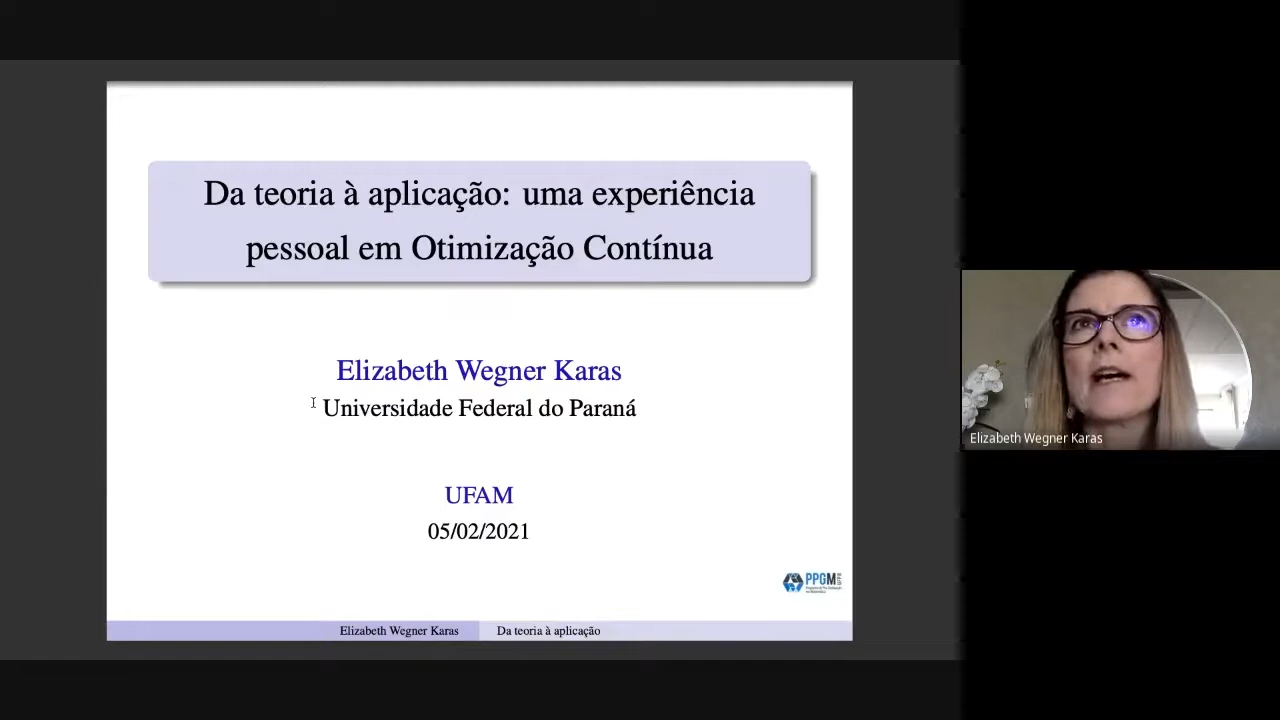 Da teoria à aplicação: uma experiência
pessoal em Otimização Contínua
Elizabeth Wegner Karas
Universidade Federal do Paraná
UFAM
05/02/2021
PPGM
Elizabeth Wegner Karas
Da teoria à aplicação
Elizabeth Wegner Karas